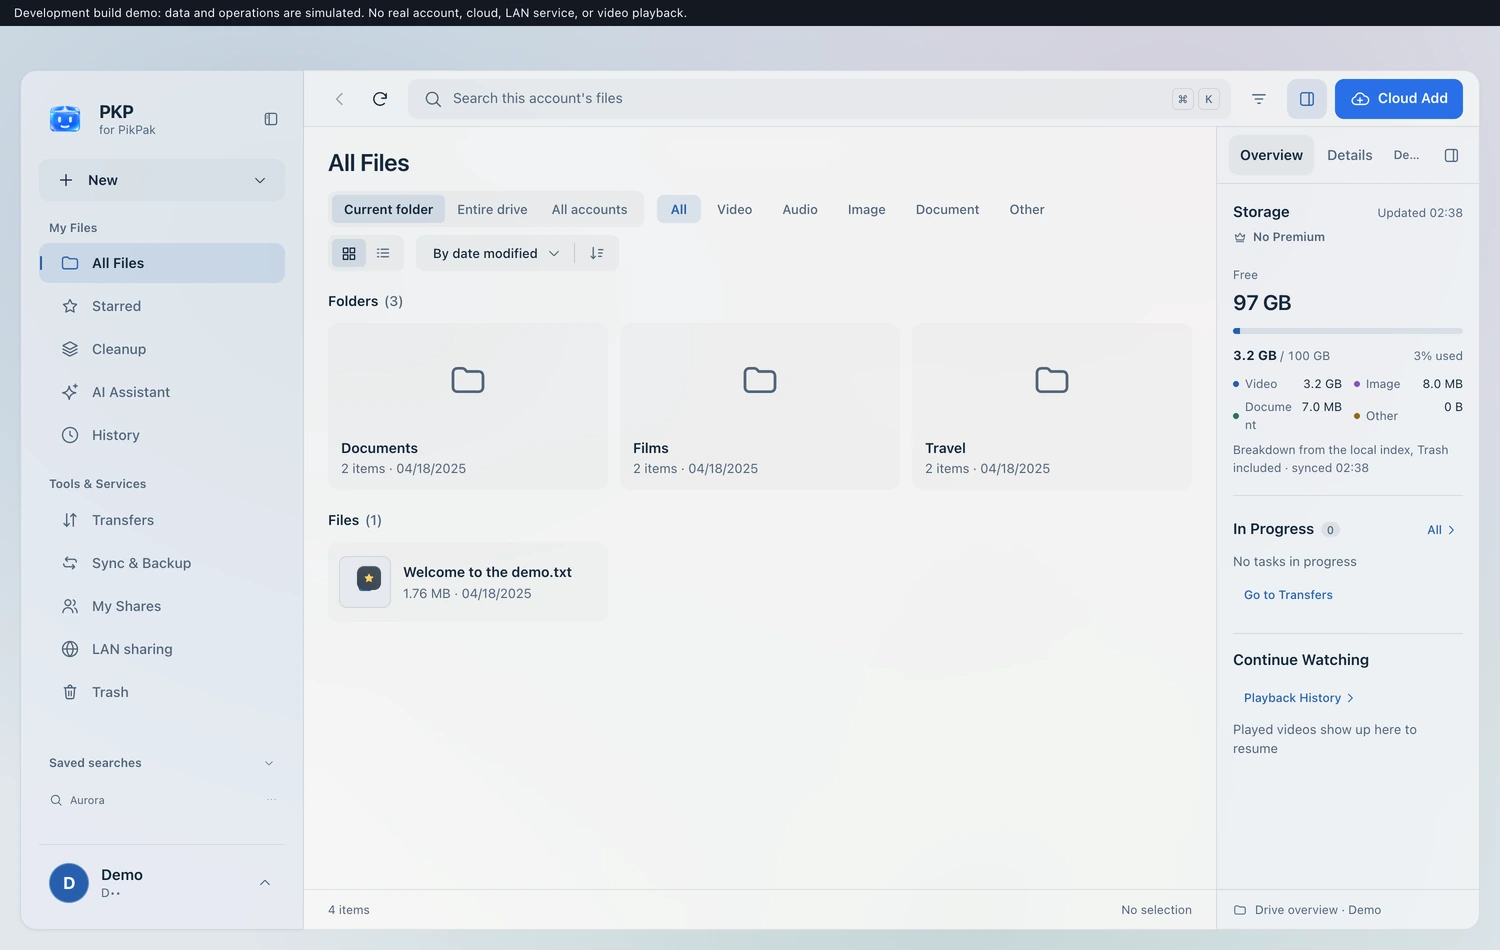 Development build demo: data and operations are simulated. No real account, cloud, LAN service, or video playback.
PKP
for PikPak
New
My Files
All Files
Starred
Cleanup
AI Assistant
History
Tools & Services
Transfers
Sync & Backup
My Shares
LAN sharing
Trash
Saved searches
Aurora
D
Demo
D••
Search this account's files
⌘ K
Cloud Add
All Files
Current folder Entire drive All accounts All Video Audio Image Document Other
By date modified
Folders (3)
Documents
2 items · 04/18/2025
Films
2 items · 04/18/2025
Travel
2 items · 04/18/2025
Files (1)
Welcome to the demo.txt
1.76 MB · 04/18/2025
4 items
No selection
Overview Details De...
Storage Updated 02:38
No Premium
Free
97 GB
3.2 GB / 100 GB 3% used
Video 3.2 GB Image 8.0 MB
Docume
nt 7.0 MB Other 0 B
Breakdown from the local index, Trash
included · synced 02:38
In Progress 0 All
No tasks in progress
Go to Transfers
Continue Watching
Playback History
Played videos show up here to
resume
Drive overview · Demo